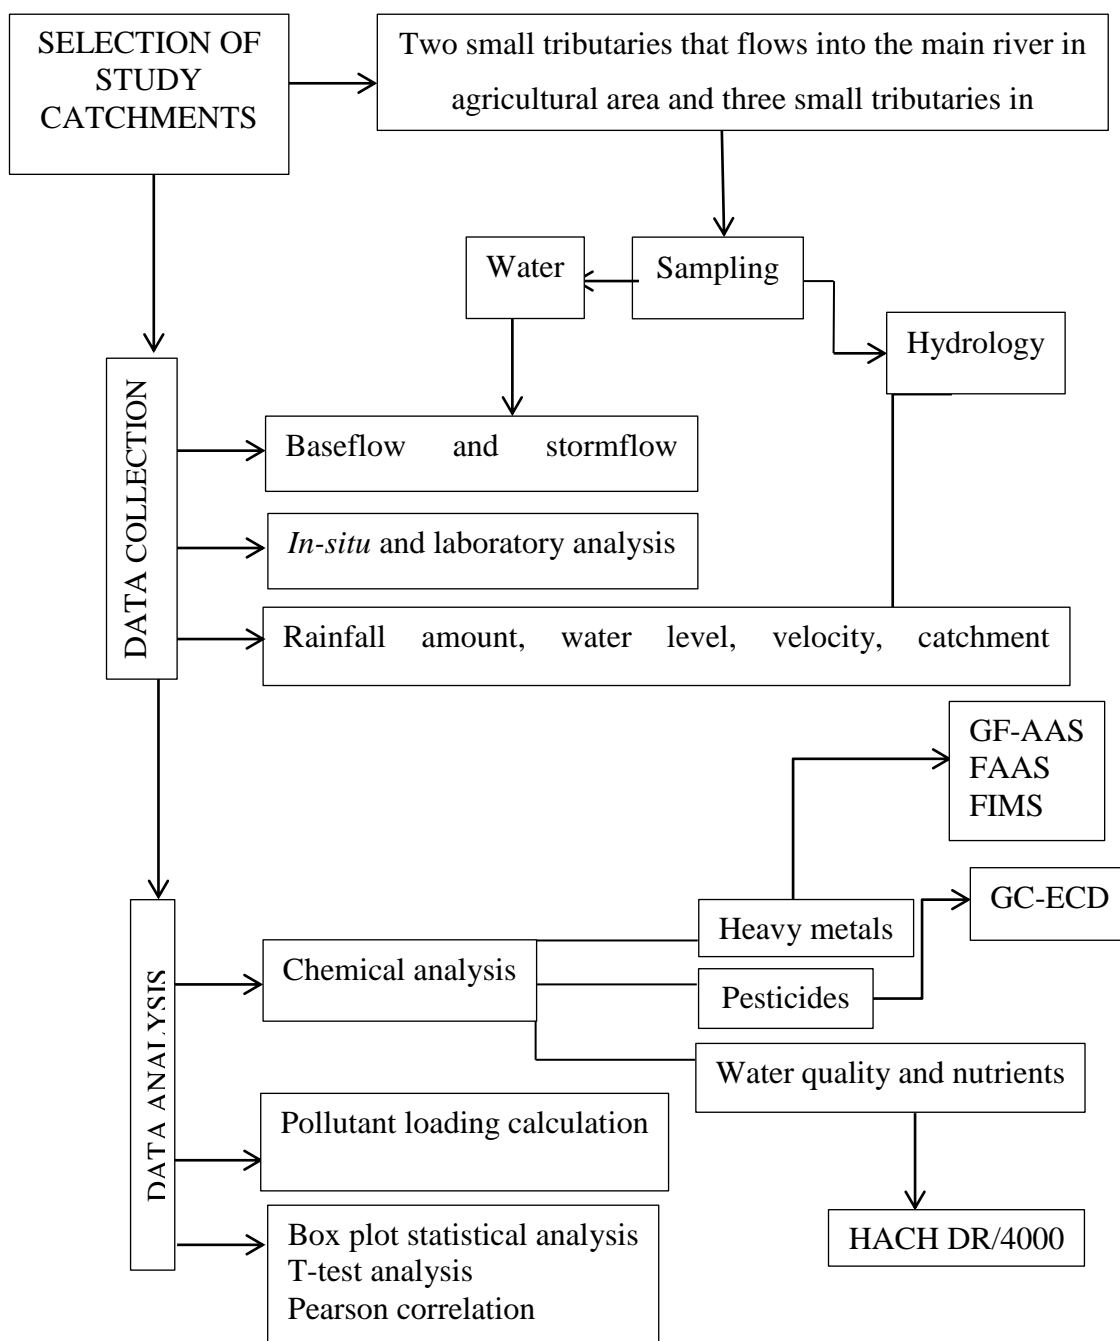 SELECTION OF
STUDY
CATCHMENTS
Two small tributaries that flows into the main river in
agricultural area and three small tributaries in
Water
Sampling
Hydrology
DATA COLLECTION
Baseflow and stormflow
In-situ and laboratory analysis
Rainfall amount, water level, velocity, catchment
GF-AAS
FAAS
FIMS
GC-ECD
DATA ANALYSIS
Chemical analysis
Heavy metals
Pesticides
Water quality and nutrients
Pollutant loading calculation
HACH DR/4000
Box plot statistical analysis
T-test analysis
Pearson correlation